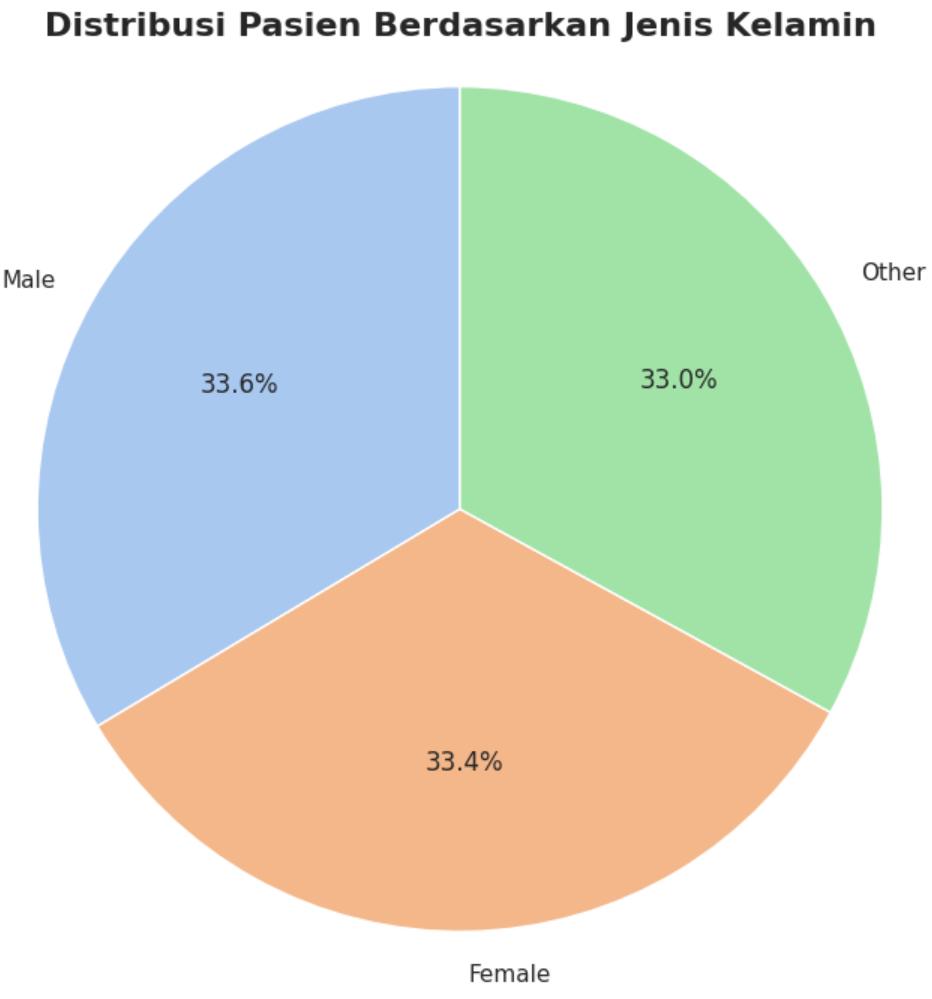 Distribusi Pasien Berdasarkan Jenis Kelamin
Other
Male
33.0%
33.6%
33.4%
Female